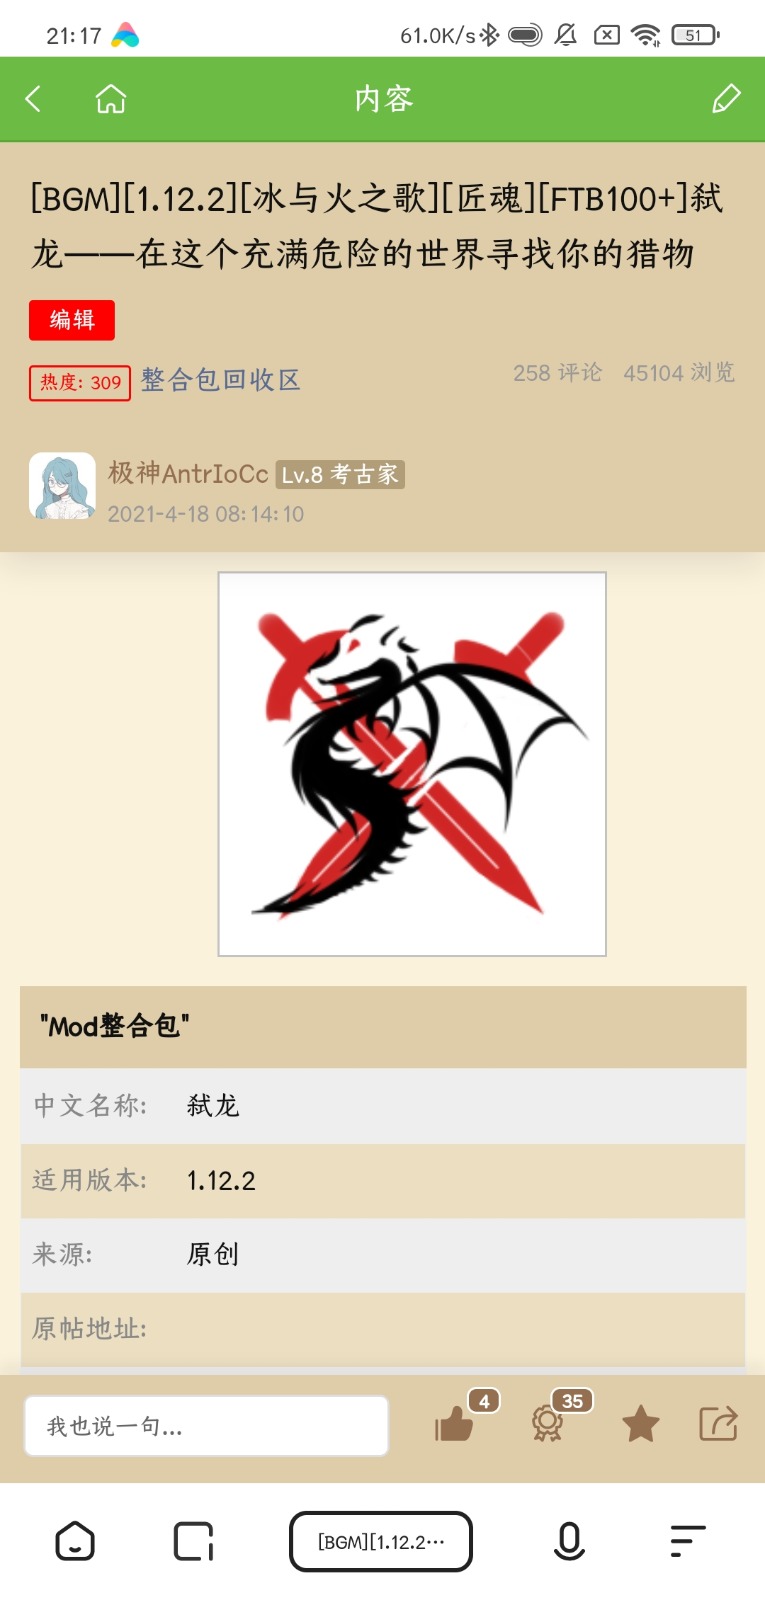 21:17
61.0K/s
51
内容
[BGM][1.12.2][冰与火之歌][匠魂][FTB100+]弑
龙——在这个充满危险的世界寻找你的猎物
编辑
热度: 309 整合包回收区 258 评论 45104 浏览
极神AntrIoCc Lv.8 考古家
2021-4-18 08:14:10
"Mod整合包"
中文名称: 弑龙
适用版本: 1.12.2
来源: 原创
原帖地址:
我也说一句...
4
35
[BGM][1.12.2···